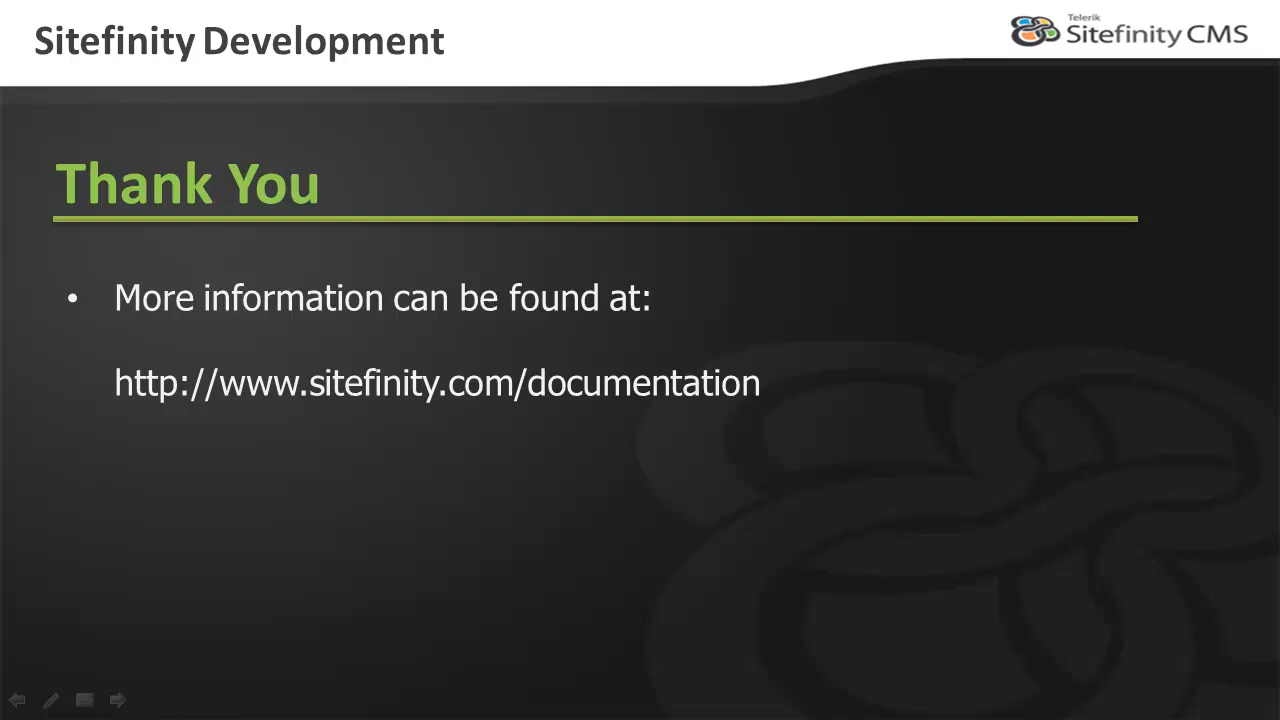 Sitefinity Development
Telerik
Sitefinity CMS
Thank You
• More information can be found at:
http://www.sitefinity.com/documentation